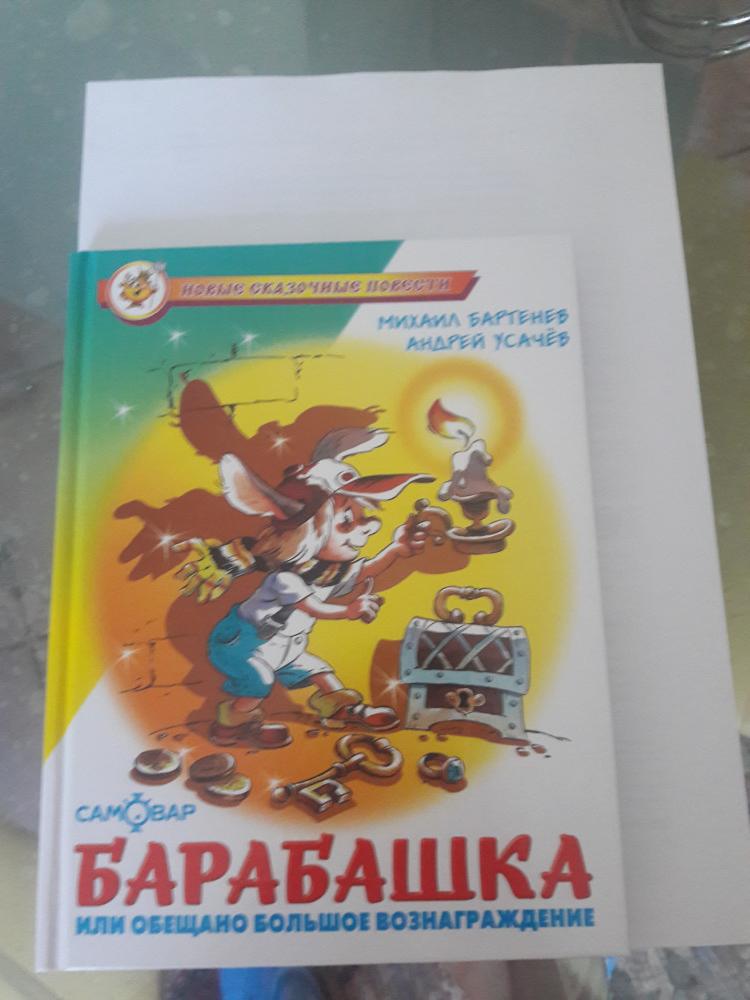 НОВЫЕ СКАЗОЧНЫЕ ПОВЕСТИ
МИХАИЛ БАРТЕНЕВ
АНДРЕЙ УСАЧЁВ
САМОВАР
БАРАБАШКА
ИЛИ ОБЕЩАНО БОЛЬШОЕ ВОЗНАГРАЖДЕНИЕ